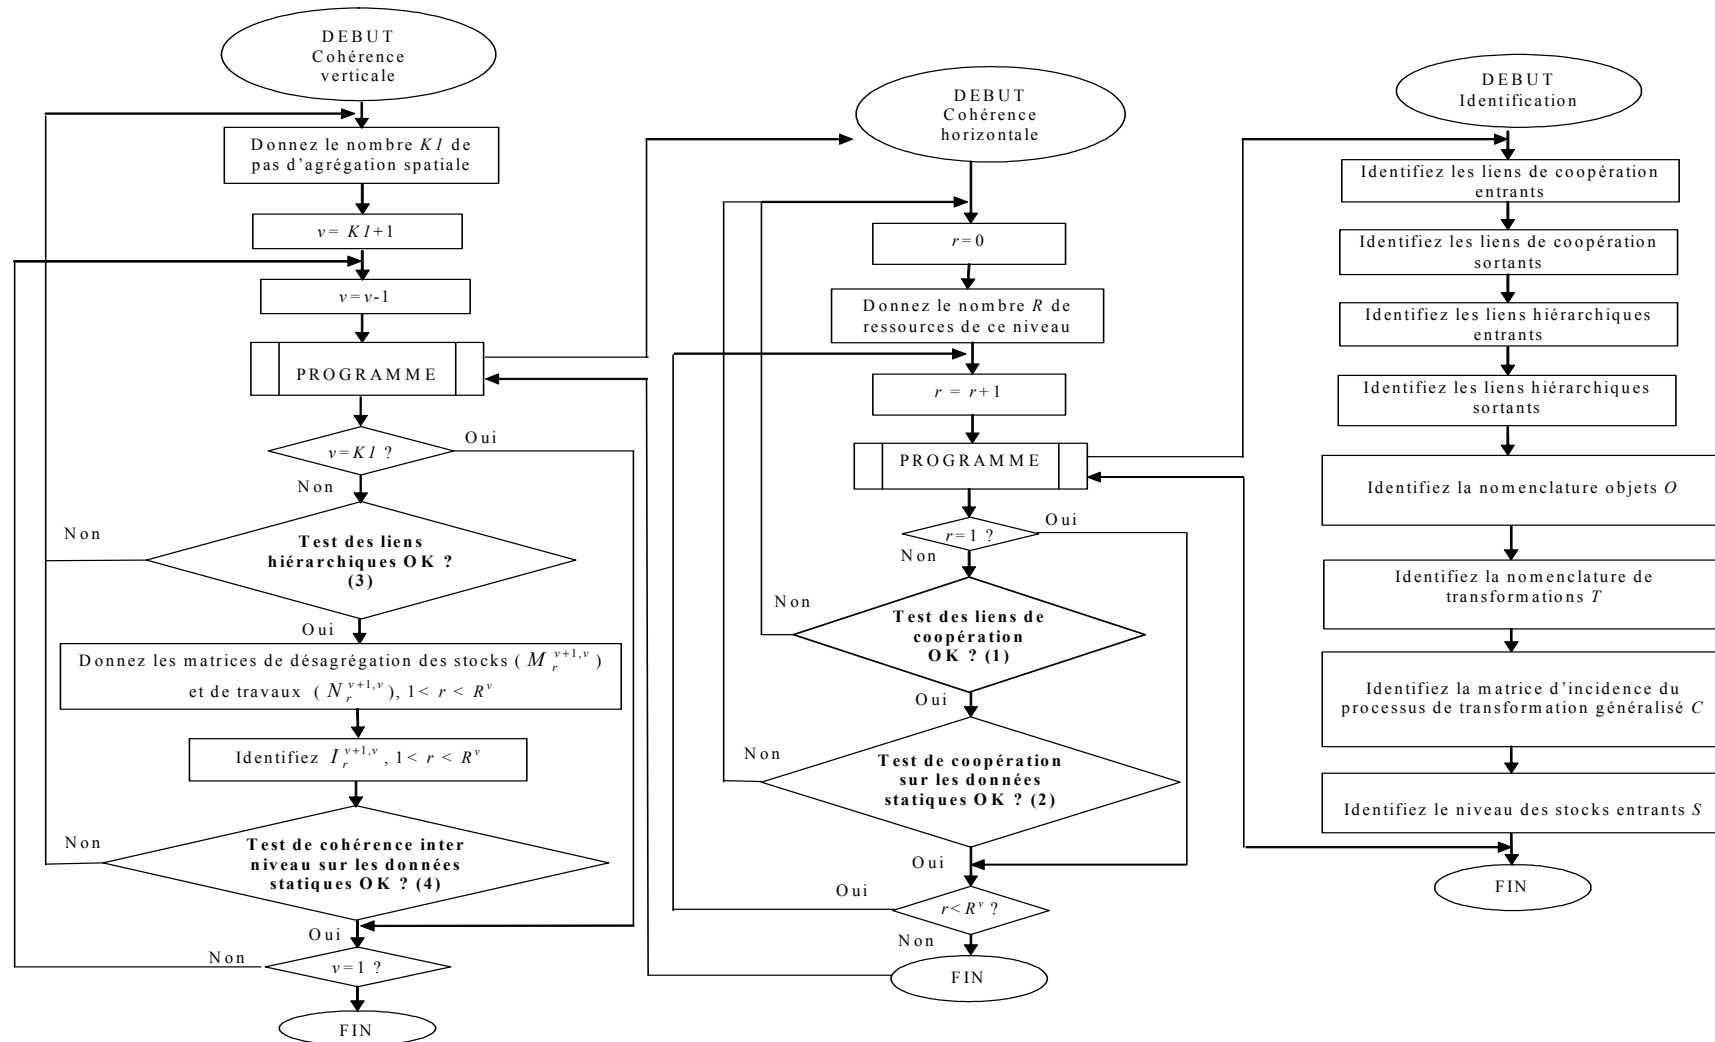 DEBUT
Cohérence
verticale
Donnez le nombre K1 de
pas d'agrégation spatiale
v= K1+1
v=v-1
PROGRAMME
v=K1 ?
Oui
Non
Test des liens
hiérarchiques OK ?
(3)
Non
Oui
Donnez les matrices de désagrégation des stocks ( M_r^{v+1,v} )
et de travaux ( N_r^{v+1,v} ), 1< r < R^v
Identifiez I_r^{v+1,v}, 1< r < R^v
Test de cohérence inter
niveau sur les données
statiques OK ? (4)
Non
Oui
v=1 ?
Non
FIN
DEBUT
Cohérence
horizontale
r=0
Donnez le nombre R de
ressources de ce niveau
r = r+1
PROGRAMME
r=1 ?
Oui
Non
Test des liens de
coopération
OK ? (1)
Non
Oui
Test de coopération
sur les données
statiques OK ? (2)
Non
Oui
r< R^v ?
Oui
Non
FIN
DEBUT
Identification
Identifiez les liens de coopération
entrants
Identifiez les liens de coopération
sortants
Identifiez les liens hiérarchiques
entrants
Identifiez les liens hiérarchiques
sortants
Identifiez la nomenclature objets O
Identifiez la nomenclature de
transformations T
Identifiez la matrice d'incidence du
processus de transformation généralisé C
Identifiez le niveau des stocks entrants S
FIN